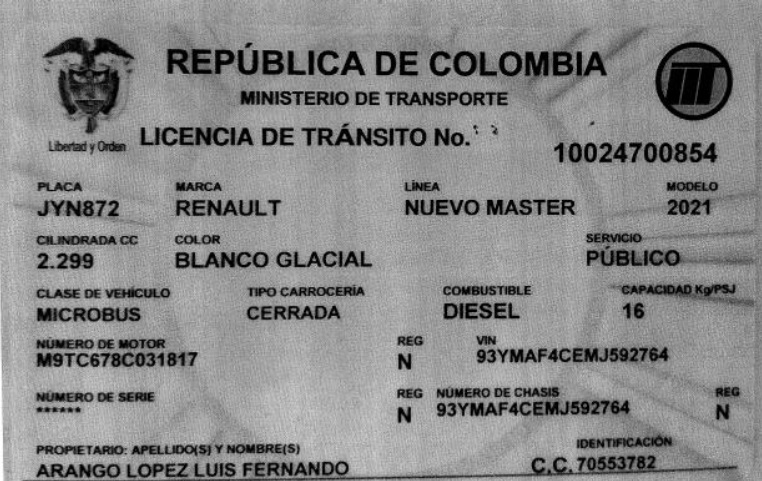 REPÚBLICA DE COLOMBIA
MINISTERIO DE TRANSPORTE
Libertad y Orden
LICENCIA DE TRÁNSITO No.
10024700854
PLACA MARCA LÍNEA MODELO
JYN872 RENAULT NUEVO MASTER 2021
CILINDRADA CC COLOR SERVICIO
2.299 BLANCO GLACIAL PÚBLICO
CLASE DE VEHÍCULO TIPO CARROCERÍA COMBUSTIBLE CAPACIDAD Kg/PSJ
MICROBUS CERRADA DIESEL 16
NÚMERO DE MOTOR REG VIN
M9TC678C031817 N 93YMAF4CEMJ592764
NÚMERO DE SERIE REG NÚMERO DE CHASIS REG
****** N 93YMAF4CEMJ592764 N
PROPIETARIO: APELLIDO(S) Y NOMBRE(S) IDENTIFICACIÓN
ARANGO LOPEZ LUIS FERNANDO C.C. 70553782